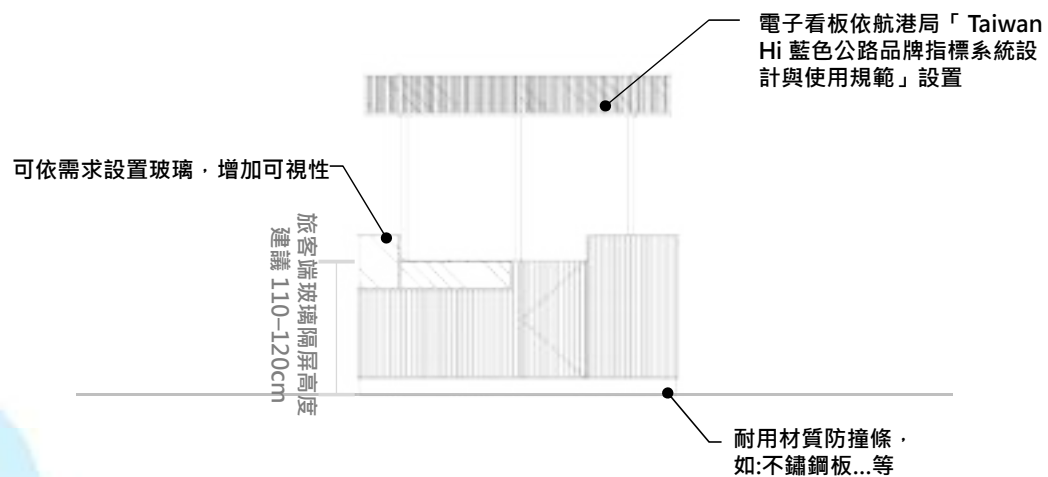 電子看板依航港局「 Taiwan
Hi 藍色公路品牌指標系統設
計與使用規範」設置
可依需求設置玻璃，增加可視性
旅客端玻璃隔屏高度
建議 110–120cm
耐用材質防撞條，
如:不鏽鋼板...等